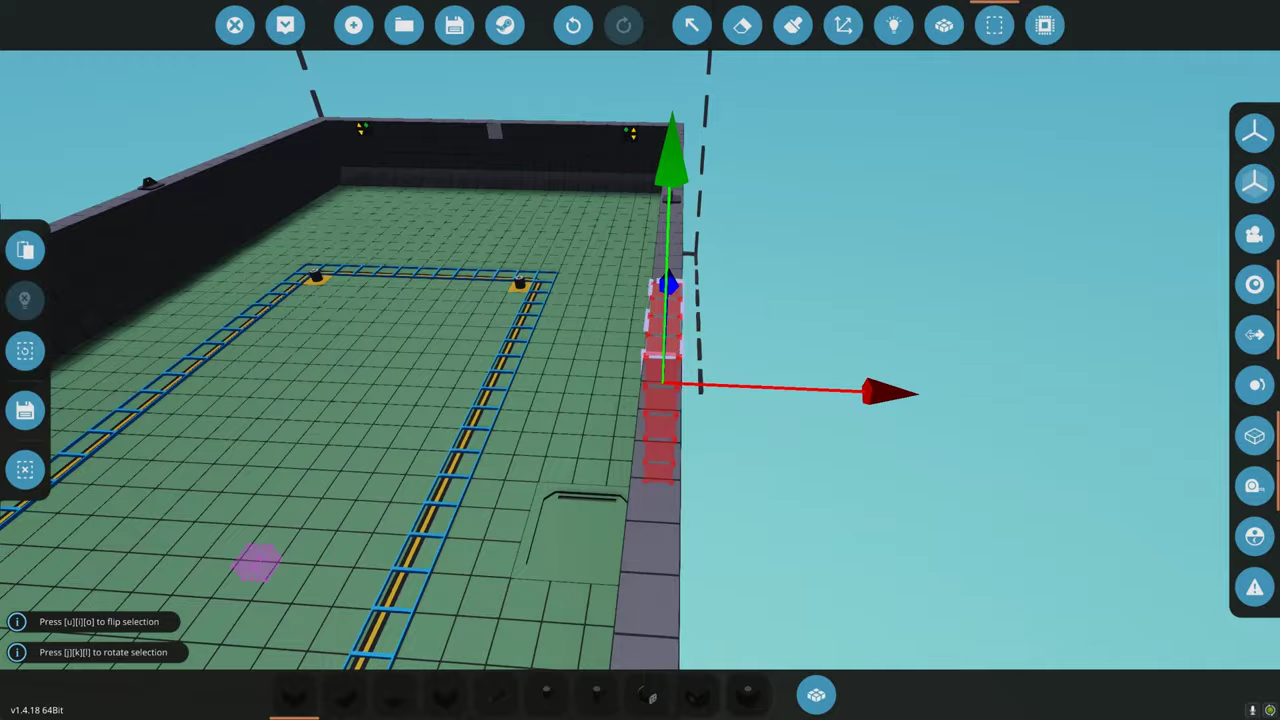 Press [u][i][o] to flip selection
Press [j][k][l] to rotate selection
v1.4.18 64Bit